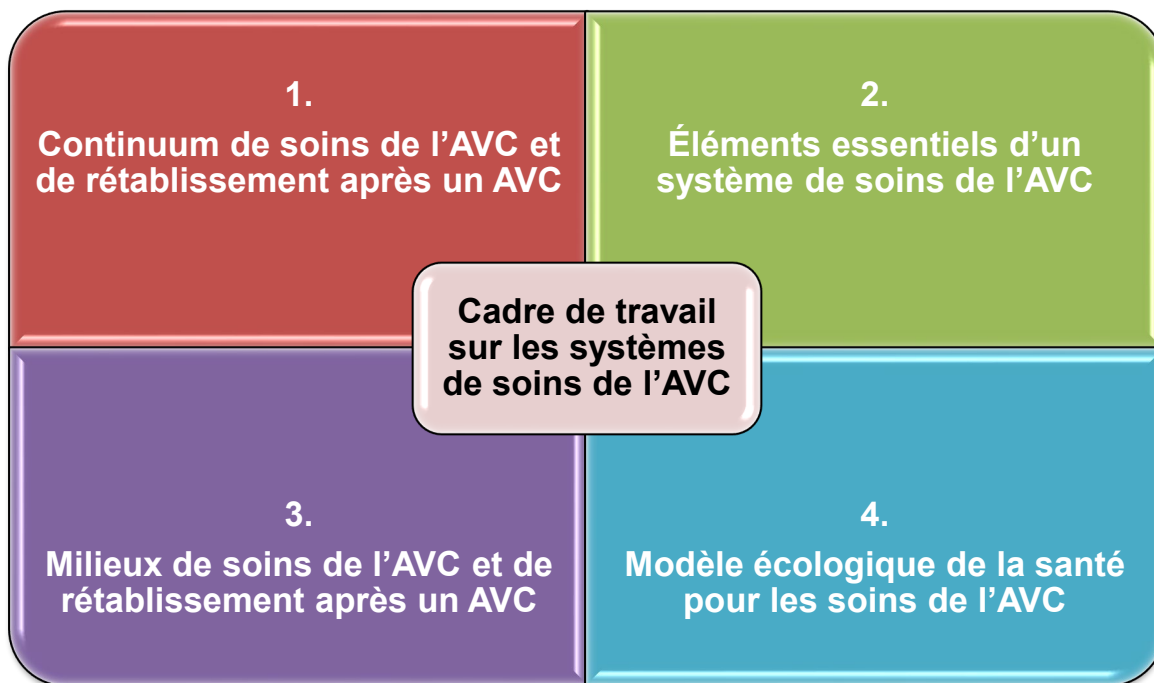 1.
Continuum de soins de l’AVC et
de rétablissement après un AVC
2.
Éléments essentiels d’un
système de soins de l’AVC
Cadre de travail
sur les systèmes
de soins de l’AVC
3.
Milieux de soins de l’AVC et de
rétablissement après un AVC
4.
Modèle écologique de la santé
pour les soins de l’AVC